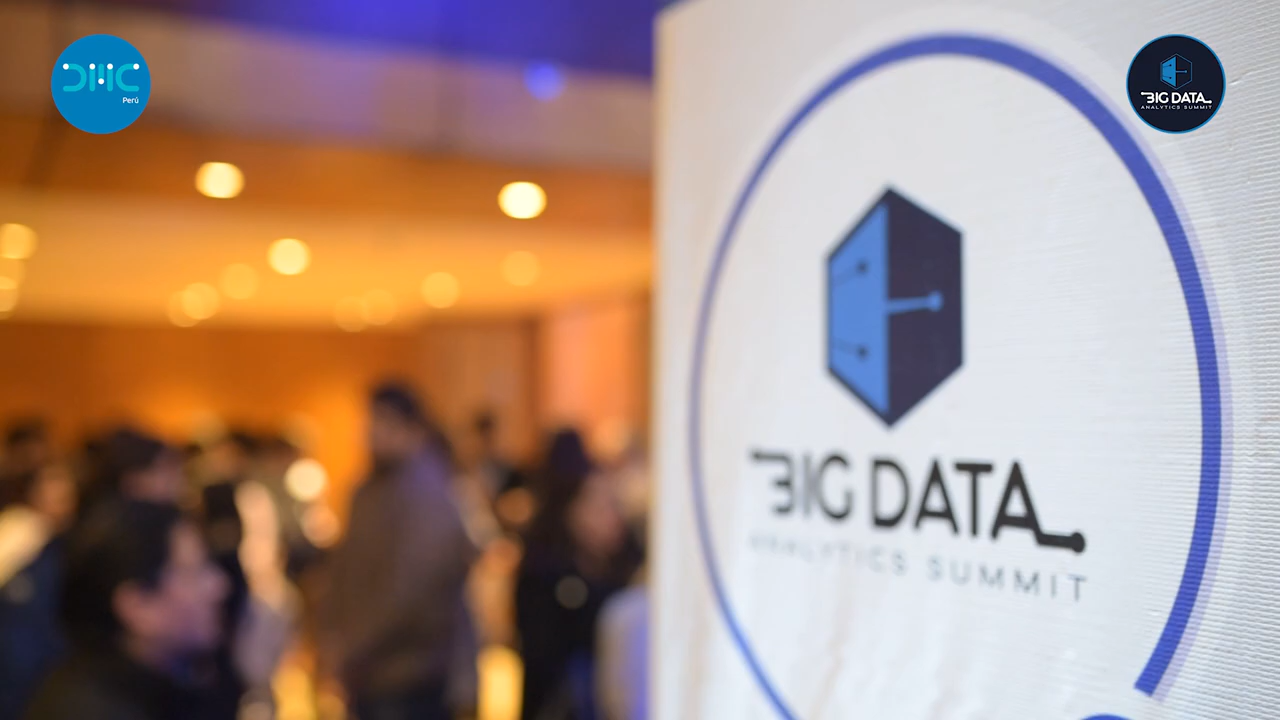 DMC
Perú
BIG DATA
ANALYTICS SUMMIT
BIG DATA
ANALYTICS SUMMIT